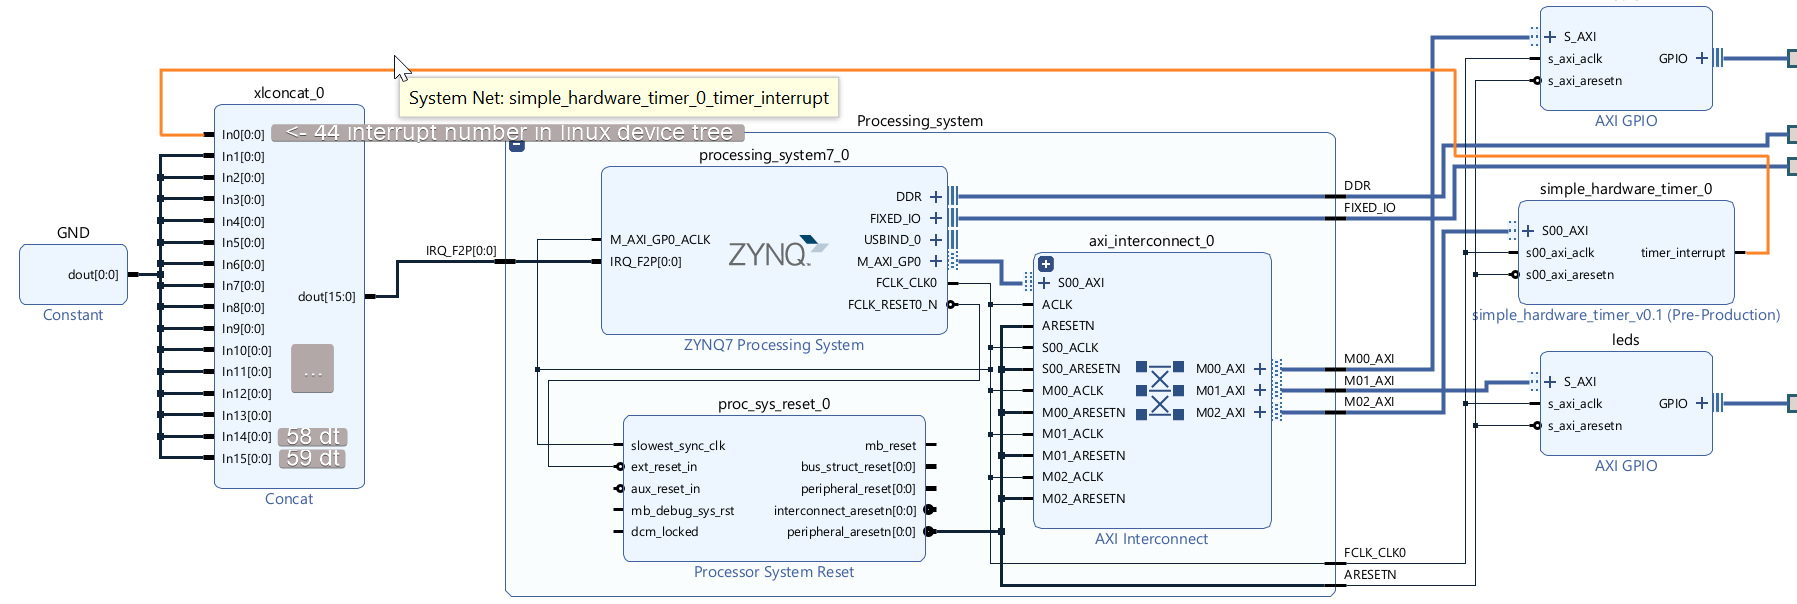 S_AXI
s_axi_aclk
GPIO
s_axi_aresetn
AXI GPIO
System Net: simple_hardware_timer_0_timer_interrupt
xlconcat_0
In0[0:0]
<- 44 interrupt number in linux device tree
In1[0:0]
In2[0:0]
In3[0:0]
In4[0:0]
In5[0:0]
In6[0:0]
In7[0:0]
In8[0:0]
In9[0:0]
In10[0:0]
In11[0:0]
...
In12[0:0]
In13[0:0]
In14[0:0]
58 dt
In15[0:0]
59 dt
dout[15:0]
Concat
GND
dout[0:0]
Constant
IRQ_F2P[0:0]
Processing_system
processing_system7_0
DDR
FIXED_IO
USBIND_0
M_AXI_GP0
FCLK_CLK0
FCLK_RESET0_N
M_AXI_GP0_ACLK
IRQ_F2P[0:0]
ZYNQ
ZYNQ7 Processing System
proc_sys_reset_0
slowest_sync_clk
ext_reset_in
aux_reset_in
mb_debug_sys_rst
dcm_locked
mb_reset
bus_struct_reset[0:0]
peripheral_reset[0:0]
interconnect_aresetn[0:0]
peripheral_aresetn[0:0]
Processor System Reset
axi_interconnect_0
S00_AXI
ACLK
ARESETN
S00_ACLK
S00_ARESETN
M00_ACLK
M00_ARESETN
M01_ACLK
M01_ARESETN
M02_ACLK
M02_ARESETN
M00_AXI
M01_AXI
M02_AXI
AXI Interconnect
DDR
FIXED_IO
M00_AXI
M01_AXI
M02_AXI
FCLK_CLK0
ARESETN
simple_hardware_timer_0
S00_AXI
s00_axi_aclk
s00_axi_aresetn
timer_interrupt
simple_hardware_timer_v0.1 (Pre-Production)
leds
S_AXI
s_axi_aclk
GPIO
s_axi_aresetn
AXI GPIO